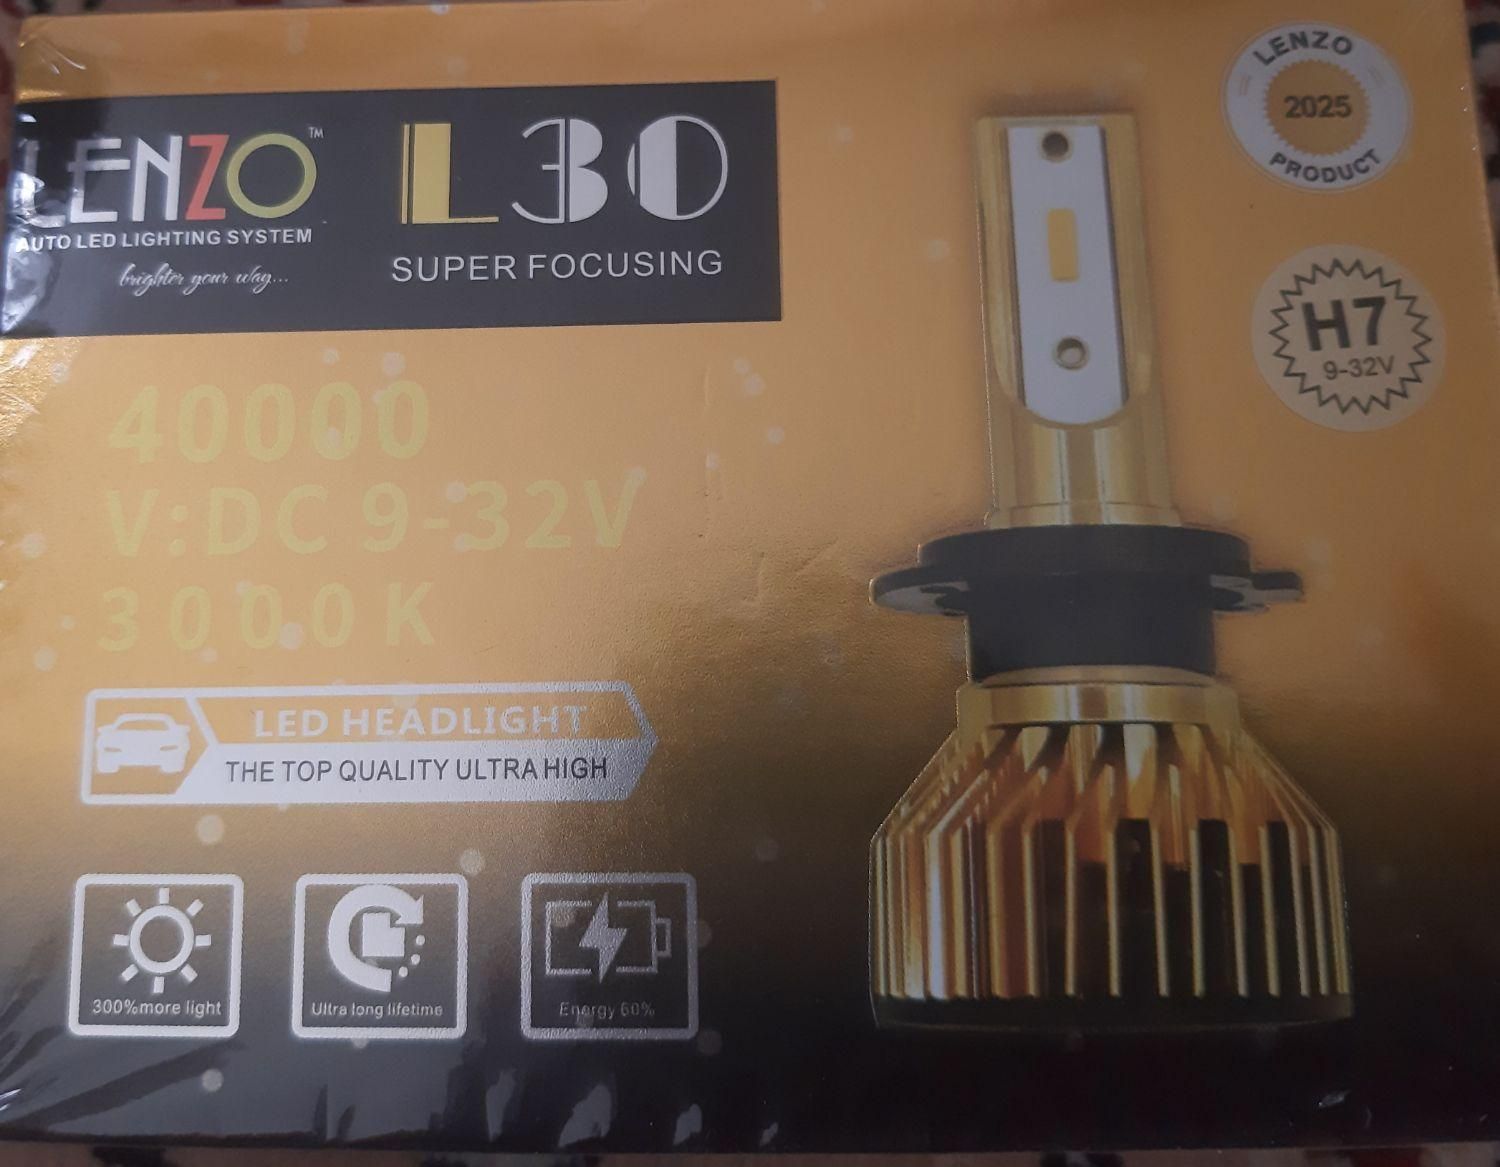 LENZO™
AUTO LED LIGHTING SYSTEM
brighter your way...
L30
SUPER FOCUSING
LENZO
2025
PRODUCT
H7
9-32V
40000
V:DC 9-32V
3000K
LED HEADLIGHT
THE TOP QUALITY ULTRA HIGH
300%more light
Ultra long lifetime
Energy 60%